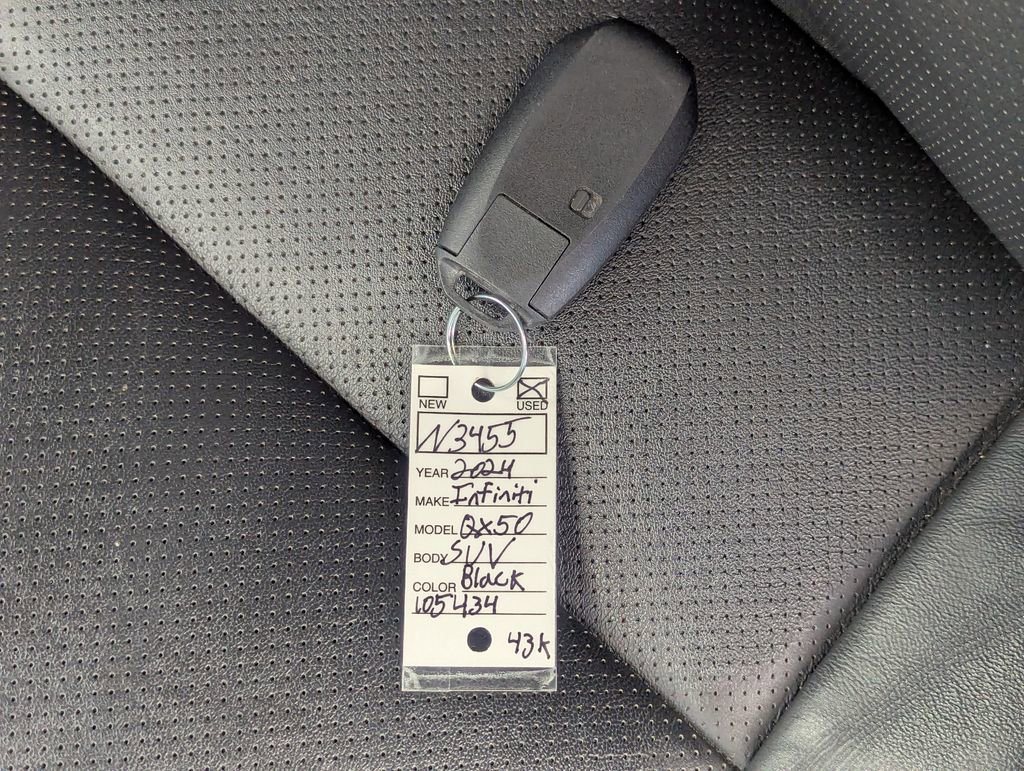 NEW USED
N3455
YEAR 2024
MAKE Infiniti
MODEL QX50
BODY SUV
COLOR Black
105434
43K